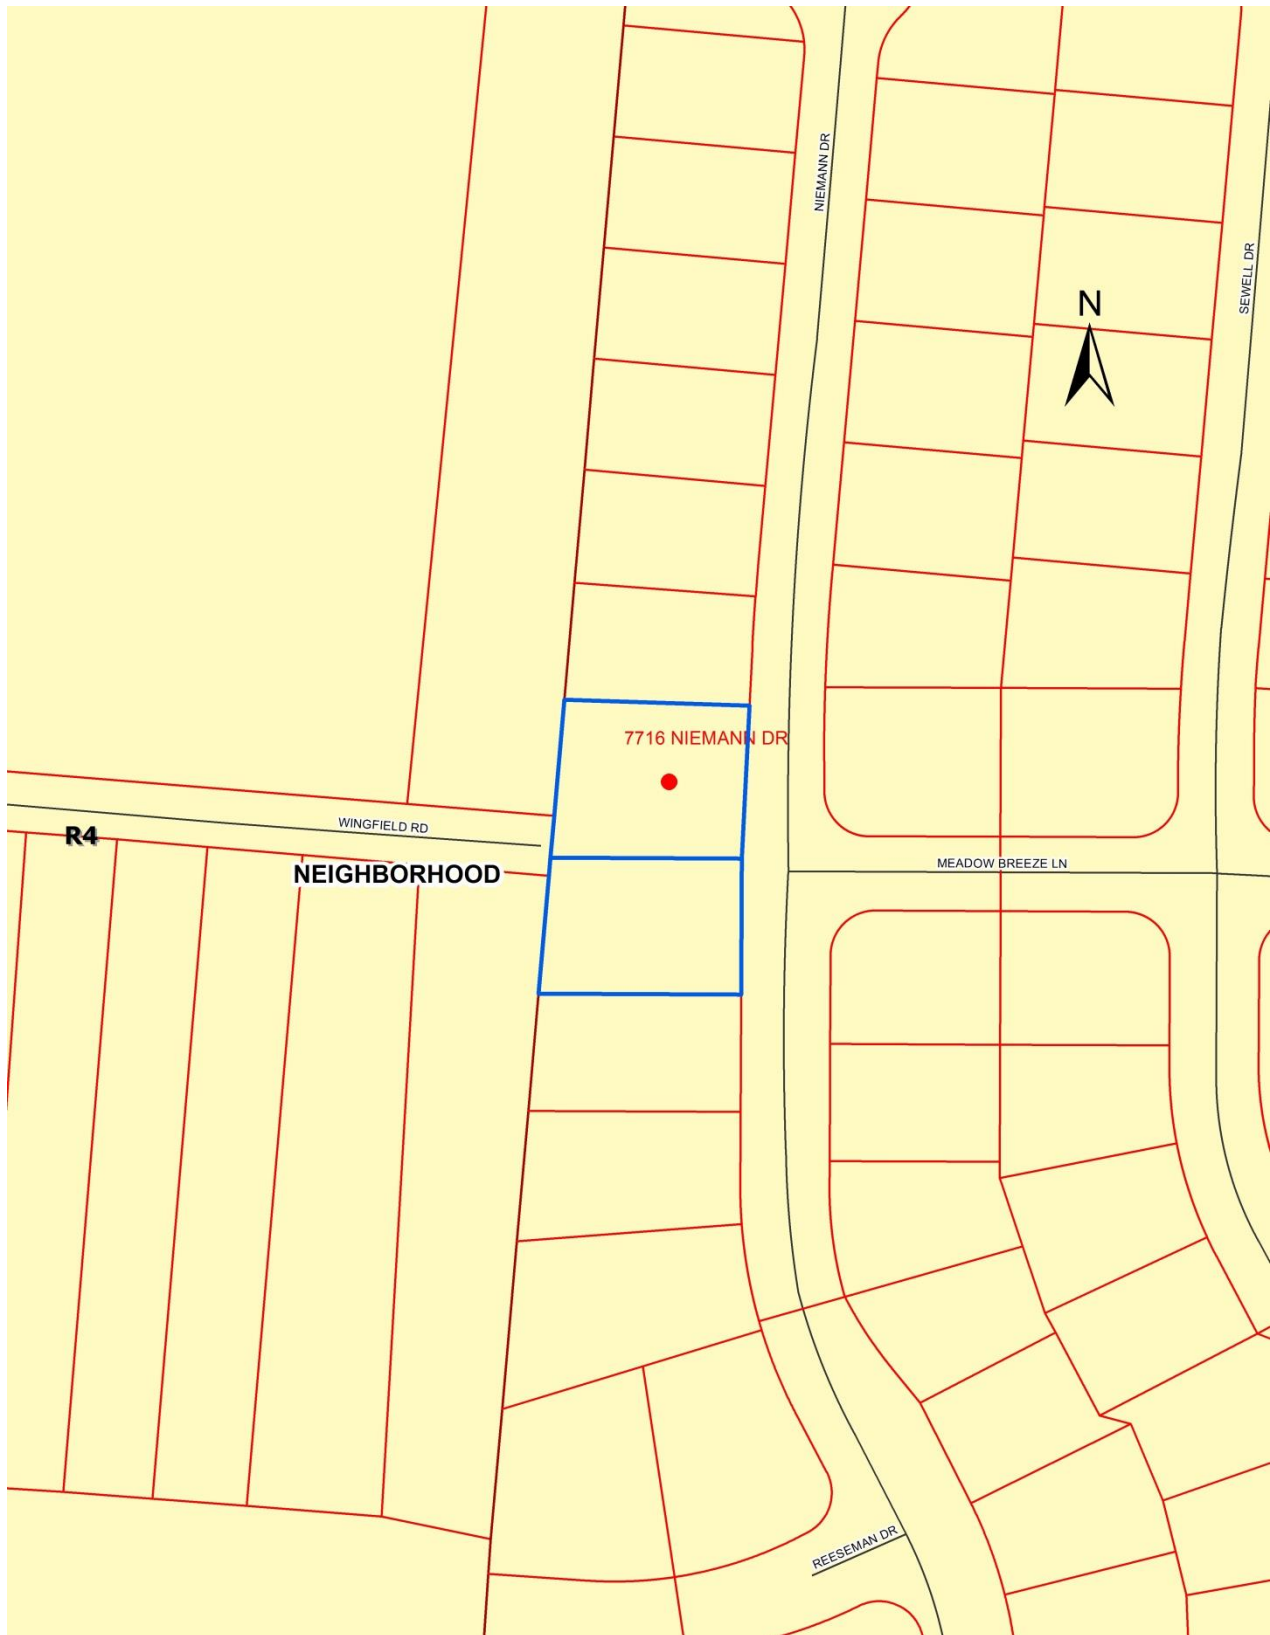 NIEMANN DR
SEWELL DR
N
7716 NIEMANN DR
WINGFIELD RD
R4
NEIGHBORHOOD
MEADOW BREEZE LN
REESEMAN DR